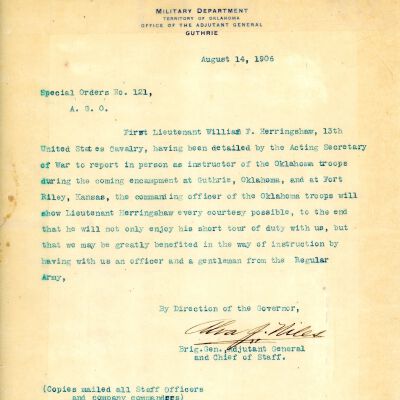 MILITARY DEPARTMENT
TERRITORY OF OKLAHOMA
OFFICE OF THE ADJUTANT GENERAL
GUTHRIE
August 14, 1906
Special Orders No. 121,
A. G. O.
First Lieutenant William F. Herringshaw, 13th
United States Cavalry, having been detailed by the Acting Secretary
of War to report in person as instructor of the Oklahoma troops
during the coming encampment at Guthrie, Oklahoma, and at Fort
Riley, Kansas, the commanding officer of the Oklahoma troops will
show Lieutenant Herringshaw every courtesy possible, to the end
that he will not only enjoy his short tour of duty with us, but
that we may be greatly benefited in the way of instruction by
having with us an officer and a gentleman from the Regular
Army,
By Direction of the Governor,
Alva J. Niles
Brig.Gen., Adjutant General
and Chief of Staff.
(Copies mailed all Staff Officers
and company commanders)